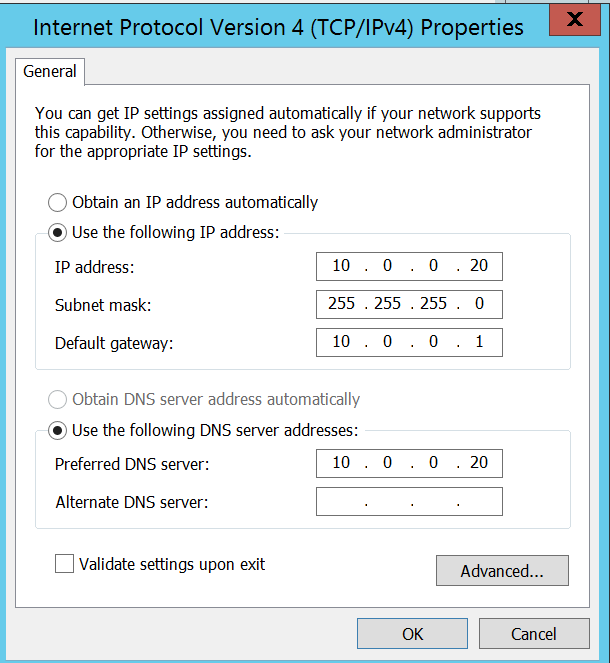 Internet Protocol Version 4 (TCP/IPv4) Properties
X
General
You can get IP settings assigned automatically if your network supports
this capability. Otherwise, you need to ask your network administrator
for the appropriate IP settings.
Obtain an IP address automatically
Use the following IP address:
IP address: 10 . 0 . 0 . 20
Subnet mask: 255 . 255 . 255 . 0
Default gateway: 10 . 0 . 0 . 1
Obtain DNS server address automatically
Use the following DNS server addresses:
Preferred DNS server: 10 . 0 . 0 . 20
Alternate DNS server: . . .
Validate settings upon exit
Advanced...
OK Cancel